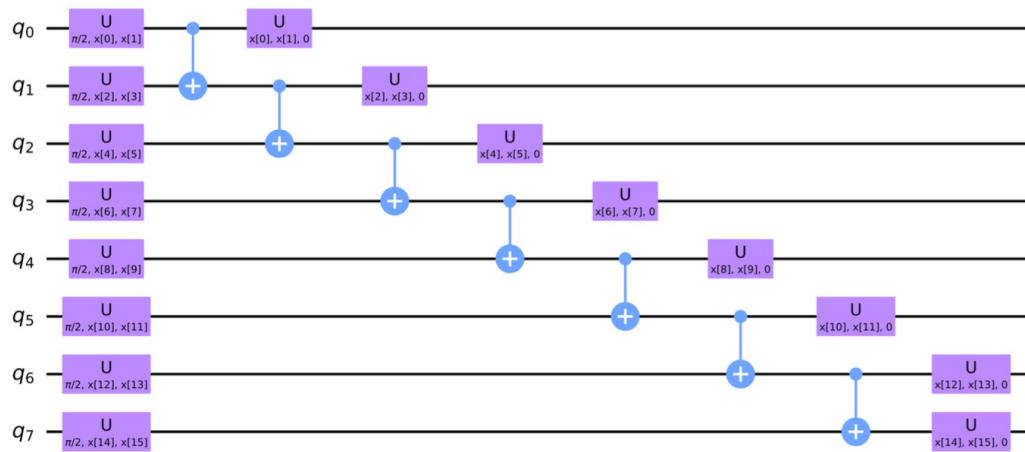 q0 U U
π/2, x[0], x[1] x[0], x[1], 0
q1 U U
π/2, x[2], x[3] x[2], x[3], 0
q2 U U
π/2, x[4], x[5] x[4], x[5], 0
q3 U U
π/2, x[6], x[7] x[6], x[7], 0
q4 U U
π/2, x[8], x[9] x[8], x[9], 0
q5 U U
π/2, x[10], x[11] x[10], x[11], 0
q6 U U
π/2, x[12], x[13] x[12], x[13], 0
q7 U U
π/2, x[14], x[15] x[14], x[15], 0